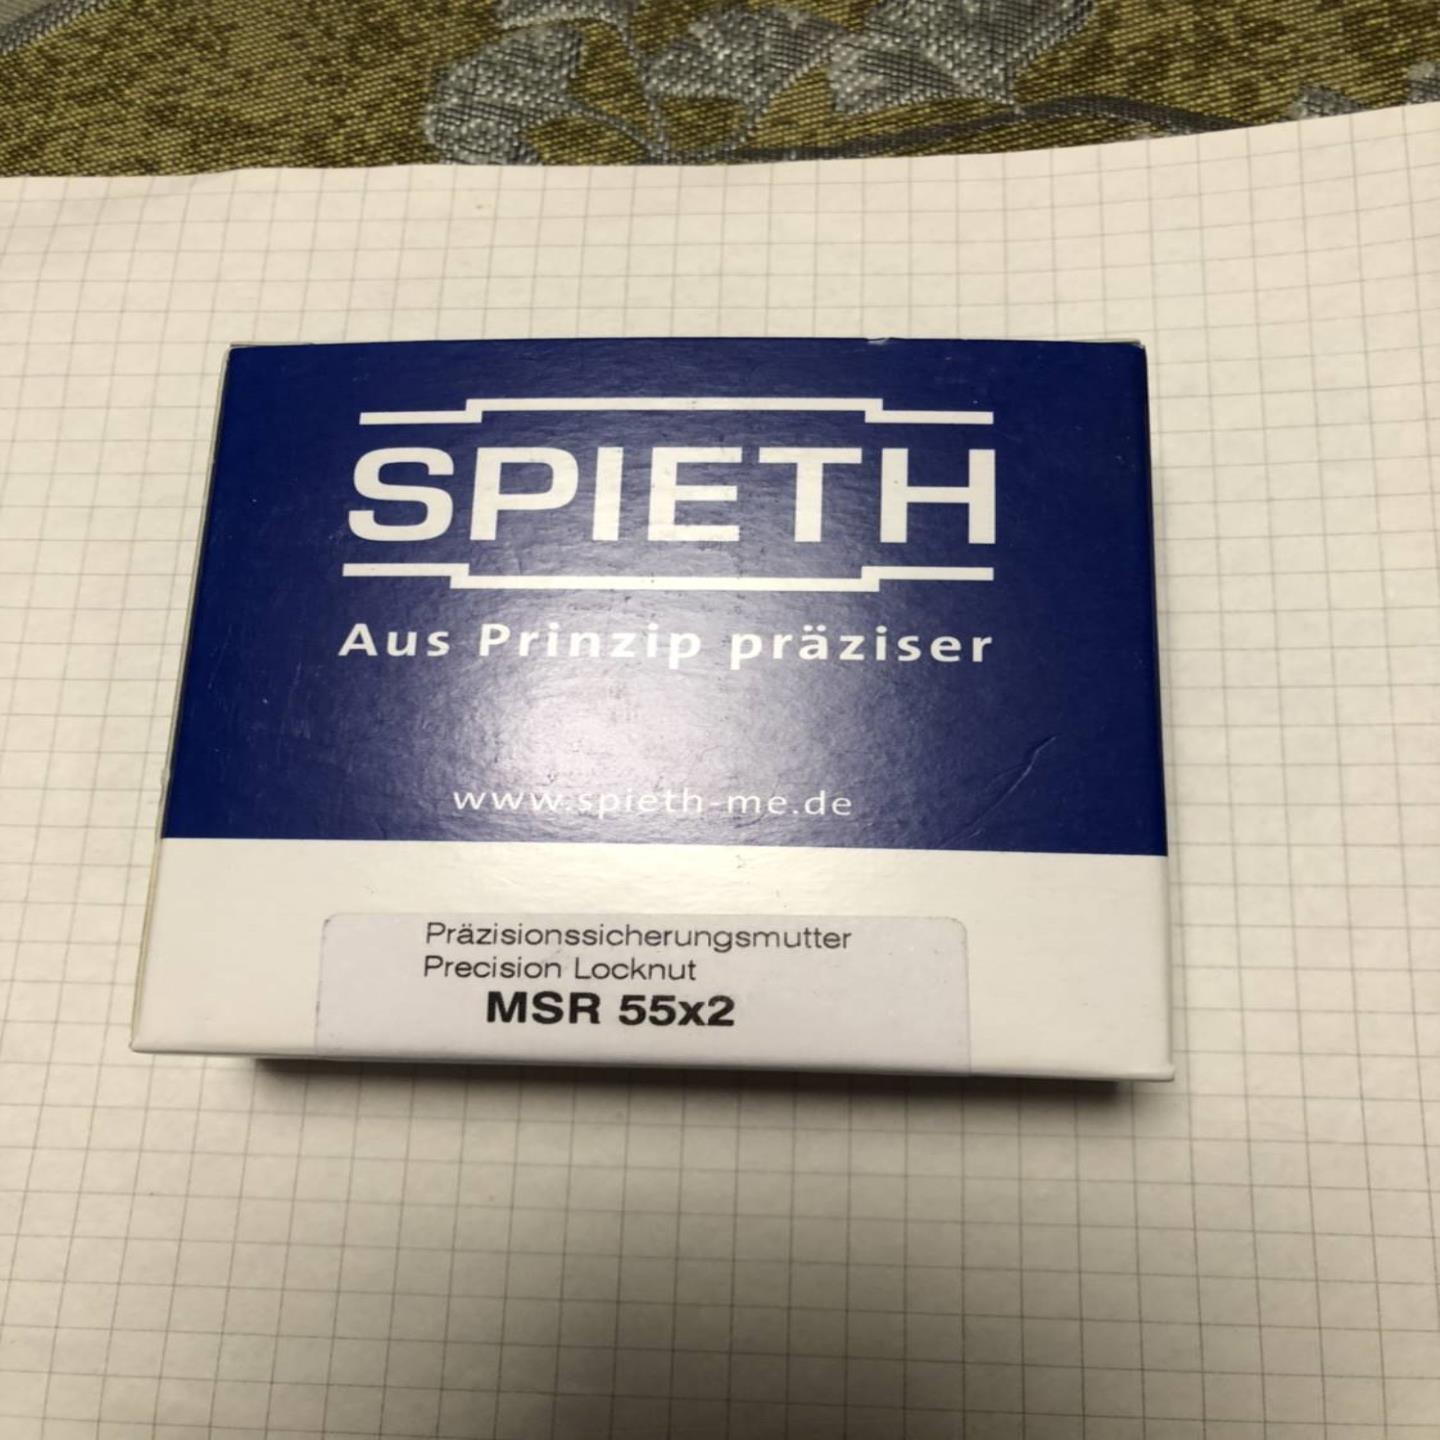 SPIETH
Aus Prinzip präziser
www.spieth-me.de
Präzisionssicherungsmutter
Precision Locknut
MSR 55x2